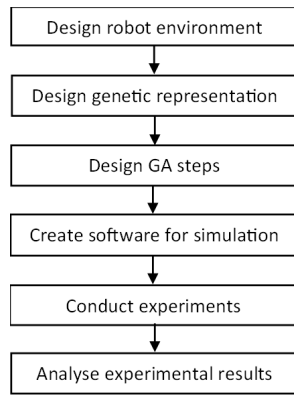 Design robot environment
Design genetic representation
Design GA steps
Create software for simulation
Conduct experiments
Analyse experimental results